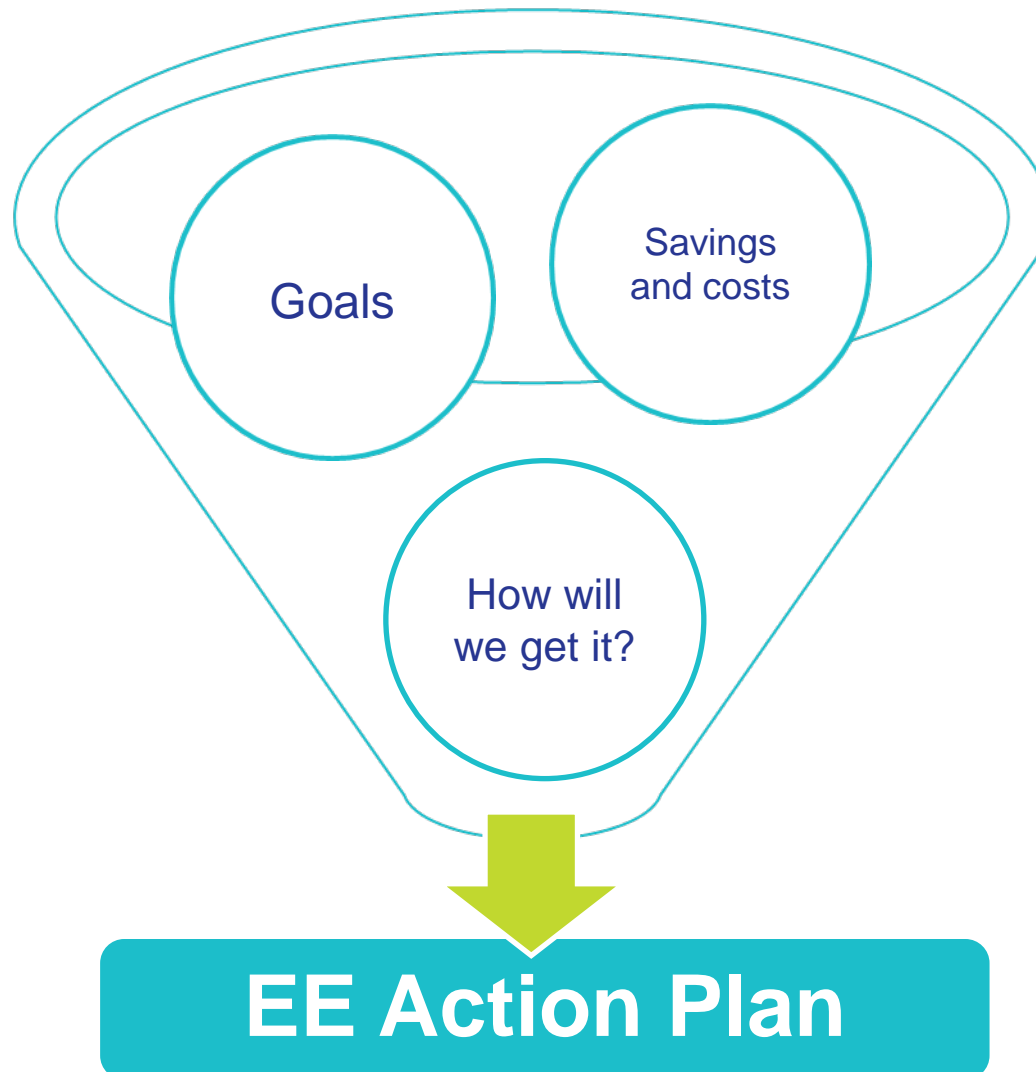 Goals
Savings
and costs
How will
we get it?
EE Action Plan